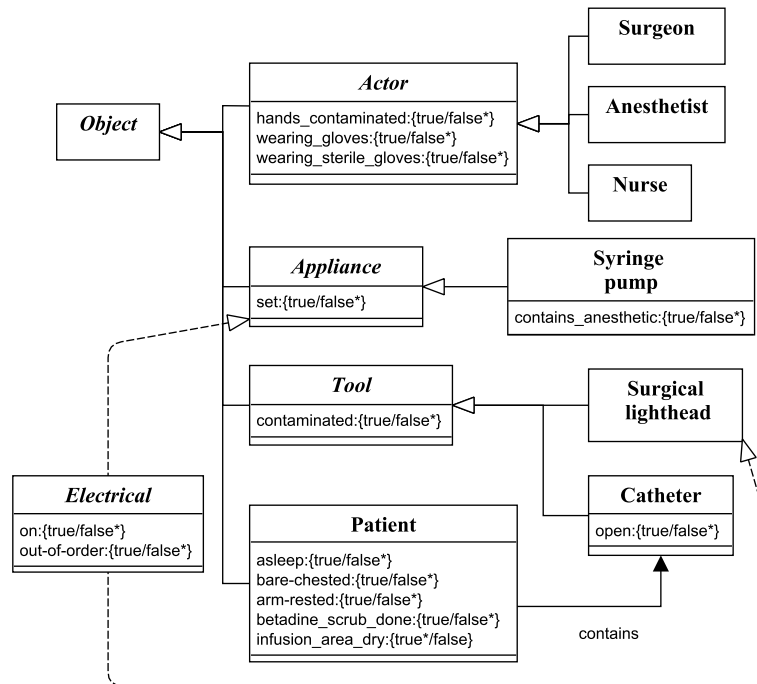 Surgeon
Actor
hands_contaminated:{true/false*}
wearing_gloves:{true/false*}
wearing_sterile_gloves:{true/false*}
Object
Anesthetist
Nurse
Appliance
set:{true/false*}
Syringe
pump
contains_anesthetic:{true/false*}
Tool
contaminated:{true/false*}
Surgical
lighthead
Electrical
on:{true/false*}
out-of-order:{true/false*}
Patient
asleep:{true/false*}
bare-chested:{true/false*}
arm-rested:{true/false*}
betadine_scrub_done:{true/false*}
infusion_area_dry:{true*/false}
Catheter
open:{true/false*}
contains